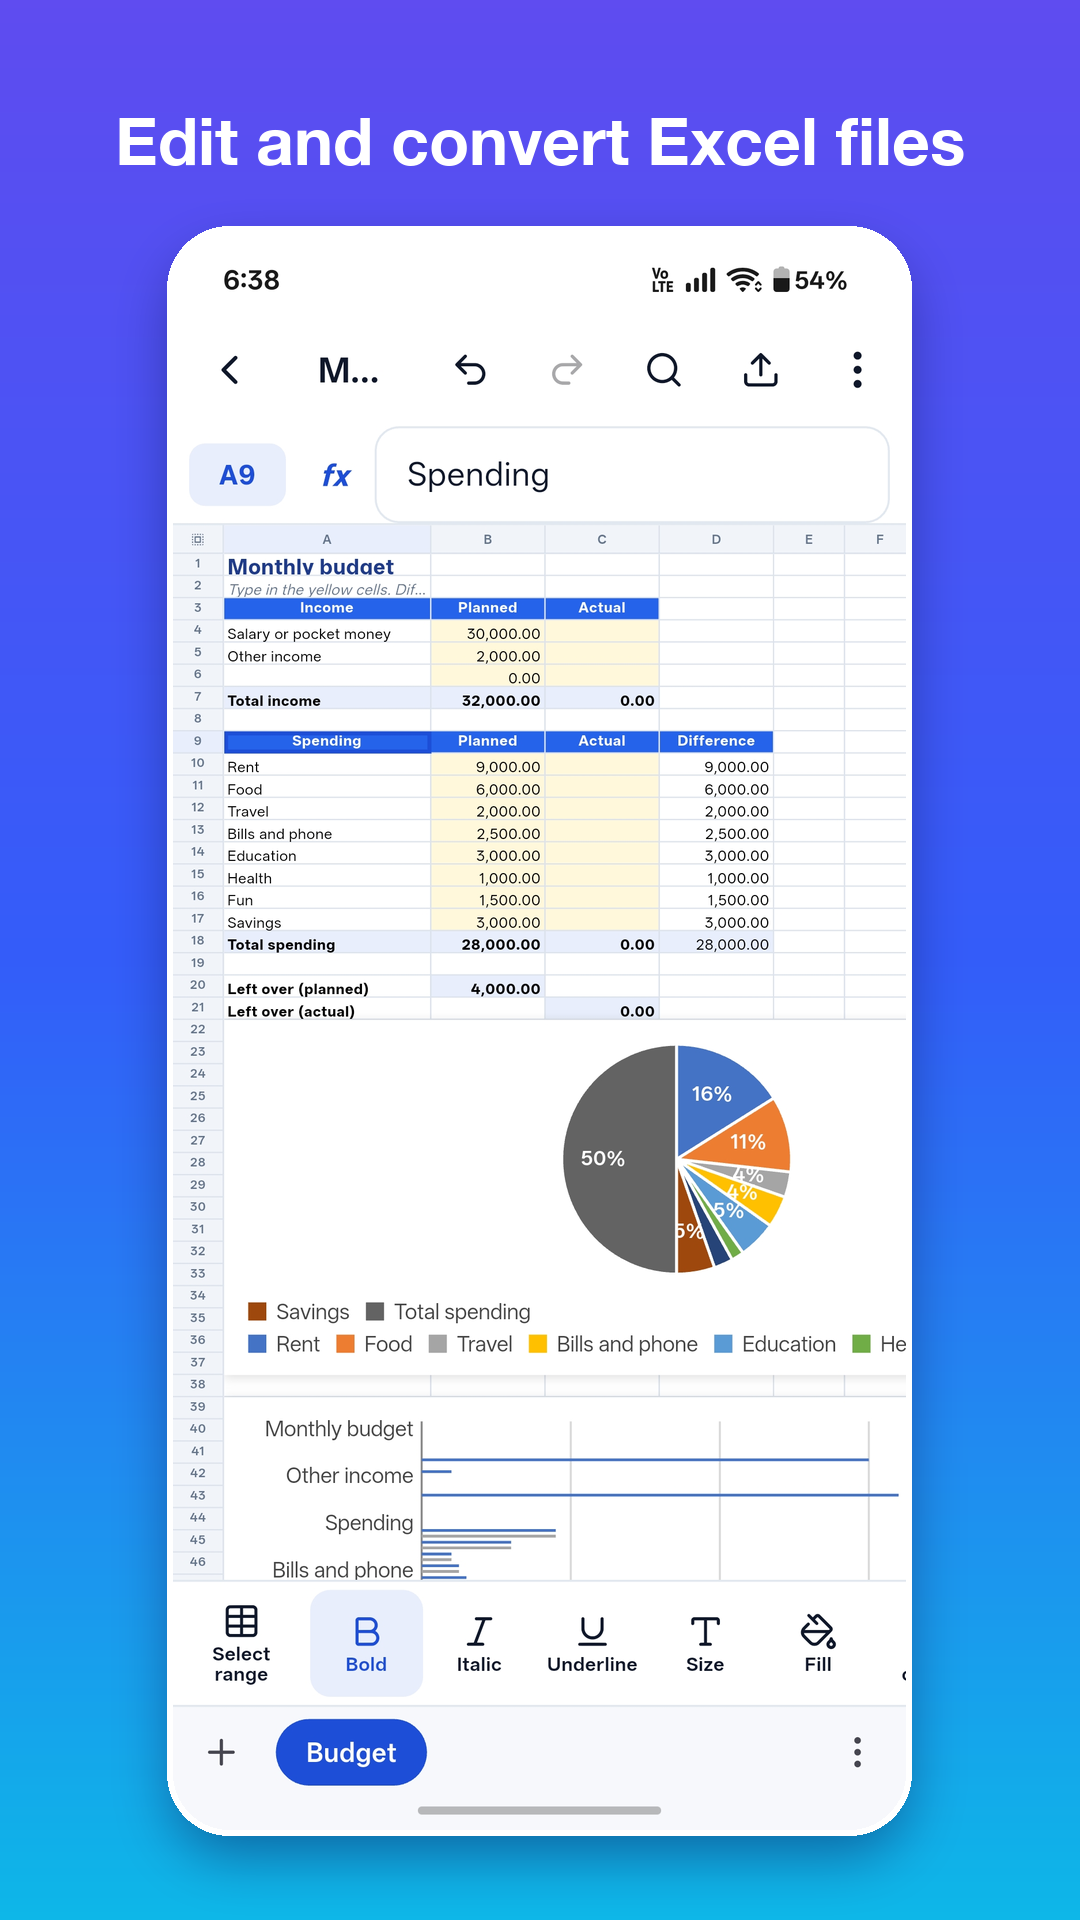 Edit and convert Excel files
6:38 Vo LTE 54%
M...
A9 fx Spending
A B C D E F
1 Monthly budget
2 Type in the yellow cells. Dif...
3 Income Planned Actual
4 Salary or pocket money 30,000.00
5 Other income 2,000.00
6 0.00
7 Total income 32,000.00 0.00
8
9 Spending Planned Actual Difference
10 Rent 9,000.00 9,000.00
11 Food 6,000.00 6,000.00
12 Travel 2,000.00 2,000.00
13 Bills and phone 2,500.00 2,500.00
14 Education 3,000.00 3,000.00
15 Health 1,000.00 1,000.00
16 Fun 1,500.00 1,500.00
17 Savings 3,000.00 3,000.00
18 Total spending 28,000.00 0.00 28,000.00
19
20 Left over (planned) 4,000.00
21 Left over (actual) 0.00
22
23
24
25 16%
26
27 11%
28 50%
29 4%
30 4%
31 5%
32 5%
33
34
35 Savings Total spending
36 Rent Food Travel Bills and phone Education He
37
38
39
40 Monthly budget
41
42 Other income
43
44 Spending
45
46 Bills and phone
Select range
Bold
Italic
Underline
Size
Fill
Budget